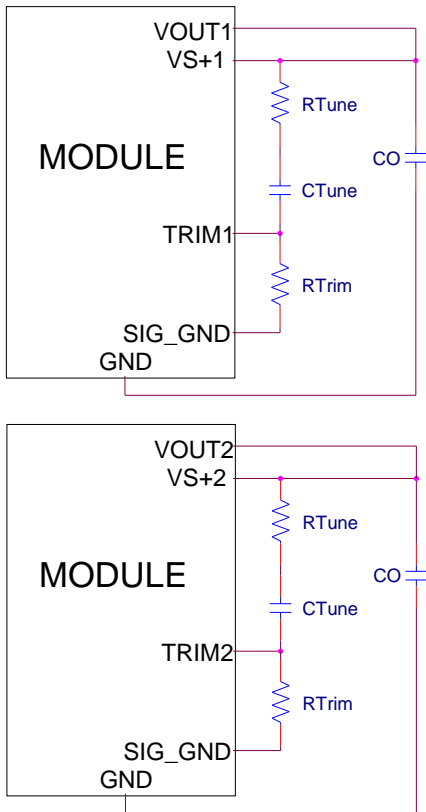 VOUT1
VS+1
RTune
MODULE
CO
CTune
TRIM1
RTrim
SIG_GND
GND
VOUT2
VS+2
RTune
MODULE
CO
CTune
TRIM2
RTrim
SIG_GND
GND